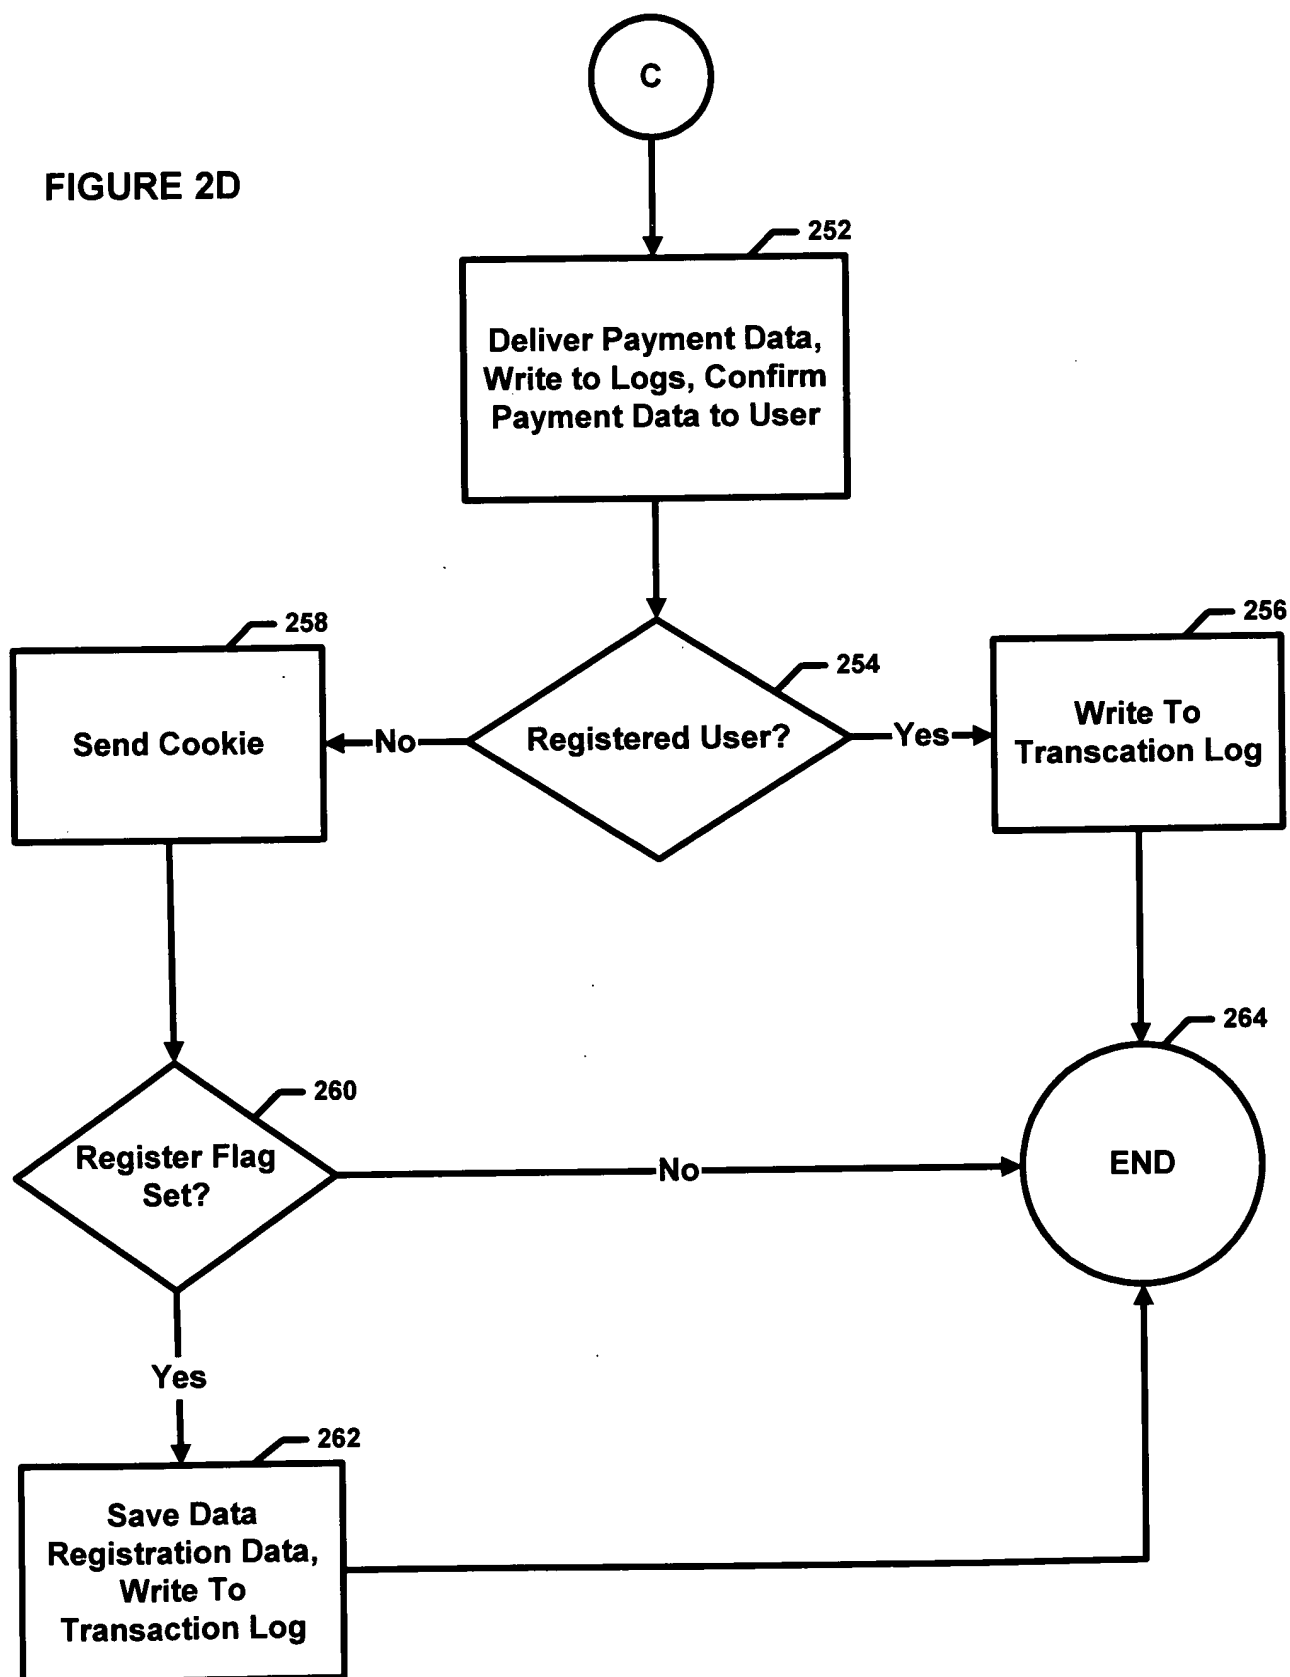 C
FIGURE 2D
252
Deliver Payment Data,
Write to Logs, Confirm
Payment Data to User
258
256
254
Send Cookie
No
Registered User?
Yes
Write To
Transcation Log
264
260
Register Flag
Set?
No
END
Yes
262
Save Data
Registration Data,
Write To
Transaction Log